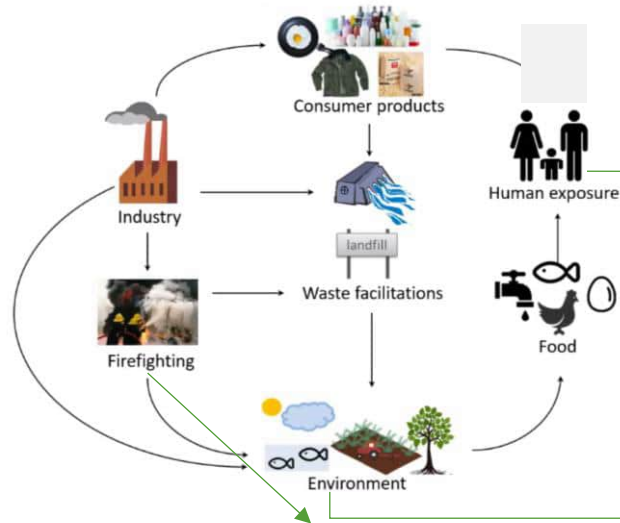 Consumer products
Industry
landfill
Human exposure
Waste facilitations
Firefighting
Food
Environment